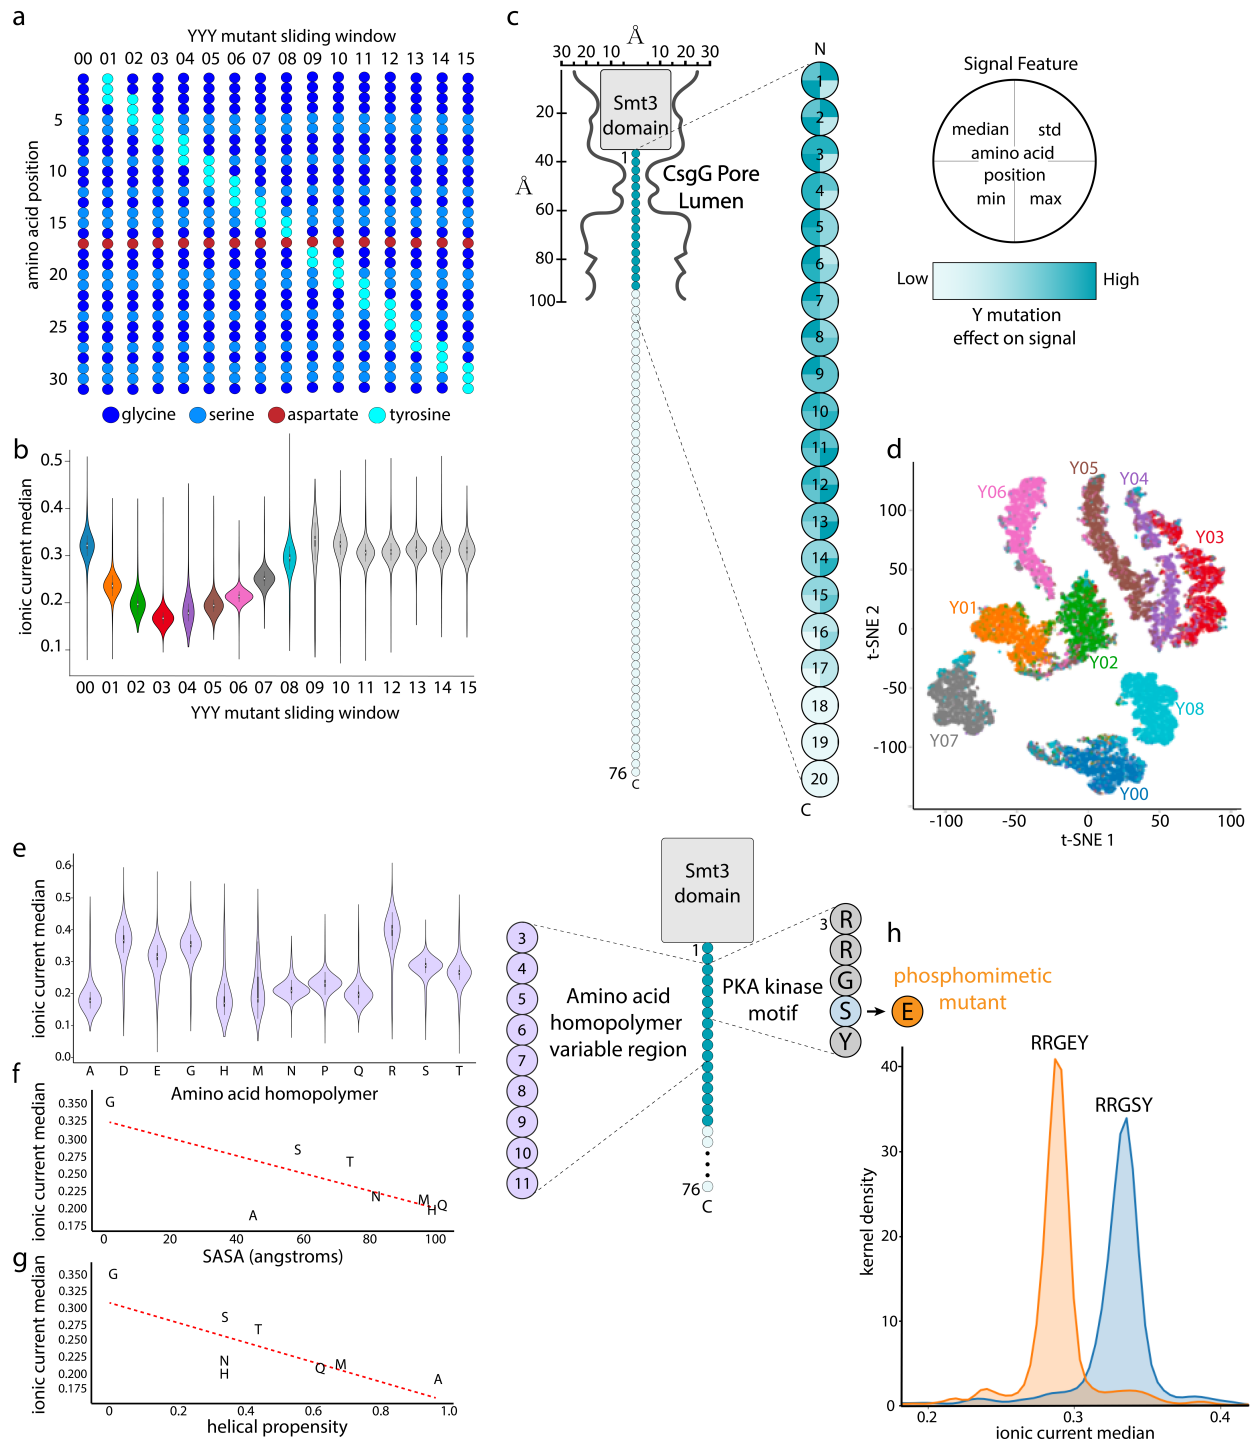 a
YYY mutant sliding window
00 01 02 03 04 05 06 07 08 09 10 11 12 13 14 15
amino acid position
5
10
15
20
25
30
glycine serine aspartate tyrosine
b
ionic current median
0.5
0.4
0.3
0.2
0.1
00 01 02 03 04 05 06 07 08 09 10 11 12 13 14 15
YYY mutant sliding window
c
Å
30 20 10 10 20 30
Å
20
40
60
80
100
Smt3
domain
1
CsgG Pore
Lumen
76
C
N
1
2
3
4
5
6
7
8
9
10
11
12
13
14
15
16
17
18
19
20
C
Signal Feature
median std
amino acid
position
min max
Low High
Y mutation
effect on signal
d
t-SNE 2
100
50
0
-50
-100
Y06
Y05
Y04
Y03
Y01
Y02
Y08
Y07
Y00
-100 -50 0 50 100
t-SNE 1
e
ionic current median
0.6
0.5
0.4
0.3
0.2
0.1
0.0
A D E G H M N P Q R S T
Amino acid homopolymer
3
4
5
6
7
8
9
10
11
Amino acid
homopolymer
variable region
Smt3
domain
1
76
C
PKA kinase
motif
3
R
R
G
S
Y
E
f
ionic current median
0.350
0.325
0.300
0.275
0.250
0.225
0.200
0.175
G
S
T
N
M
H
Q
A
0 20 40 60 80 100
SASA (angstroms)
g
ionic current median
0.350
0.325
0.300
0.275
0.250
0.225
0.200
0.175
G
S
T
N
H
Q
M
A
0 0.2 0.4 0.6 0.8 1.0
helical propensity
h
phosphomimetic
mutant
RRGEY
RRGSY
kernel density
40
30
20
10
0
0.2 0.3 0.4
ionic current median